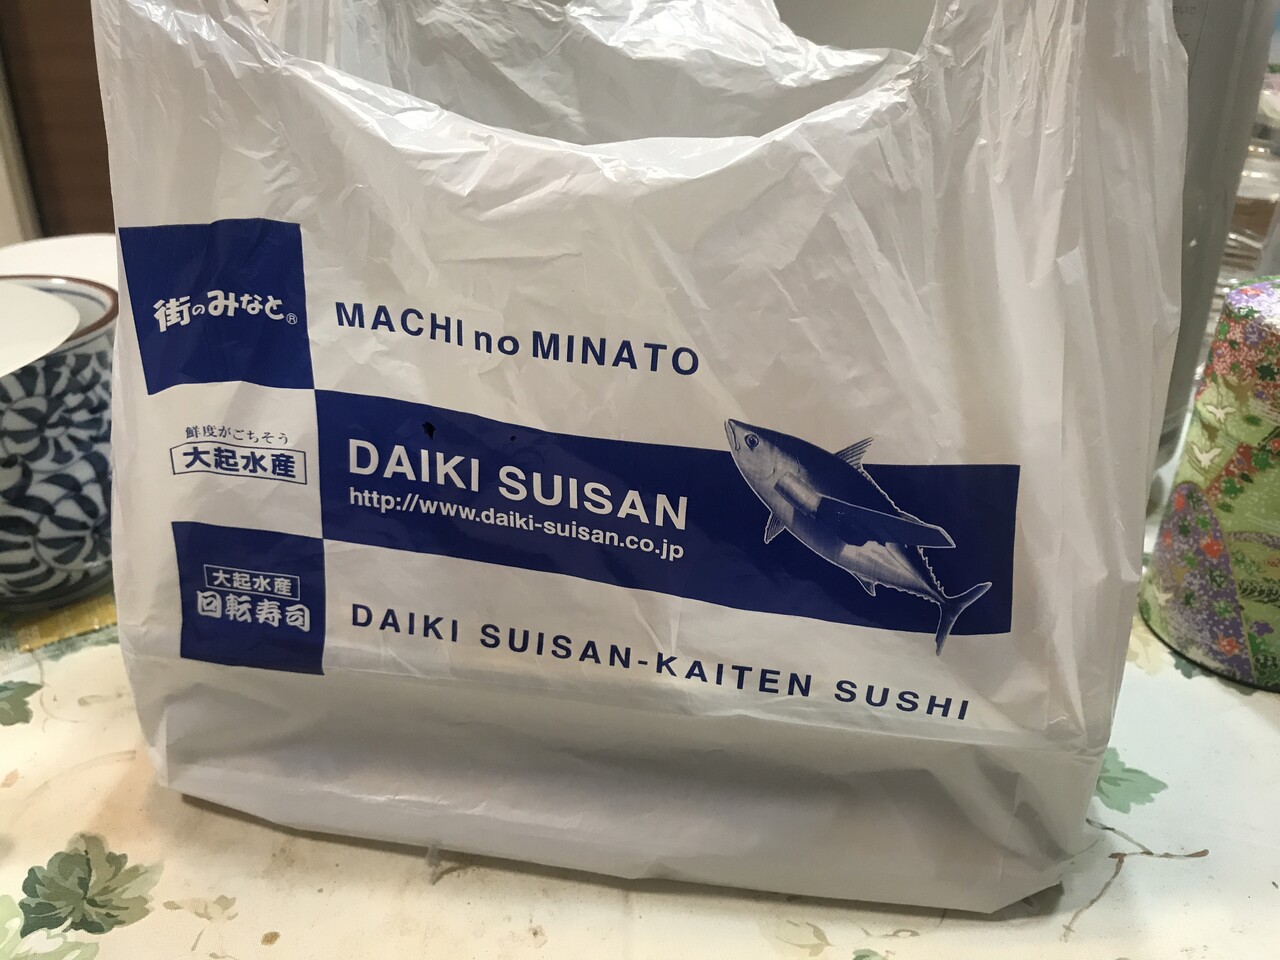 街のみなと®
MACHI no MINATO
鮮度がごちそう
大起水産
DAIKI SUISAN
http://www.daiki-suisan.co.jp
大起水産
回転寿司
DAIKI SUISAN-KAITEN SUSHI